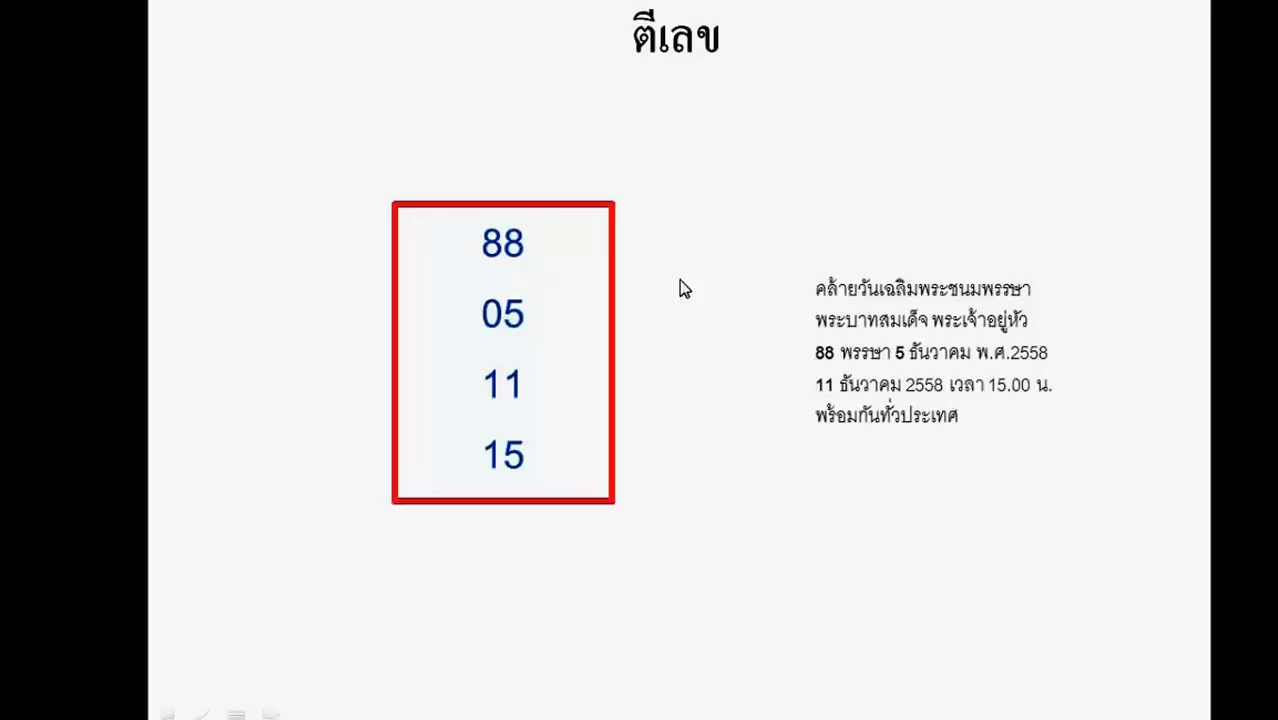 ตีเลข
88
05
11
15
คล้ายวันเฉลิมพระชนมพรรษา
พระบาทสมเด็จ พระเจ้าอยู่หัว
88 พรรษา 5 ธันวาคม พ.ศ.2558
11 ธันวาคม 2558 เวลา 15.00 น.
พร้อมกันทั่วประเทศ